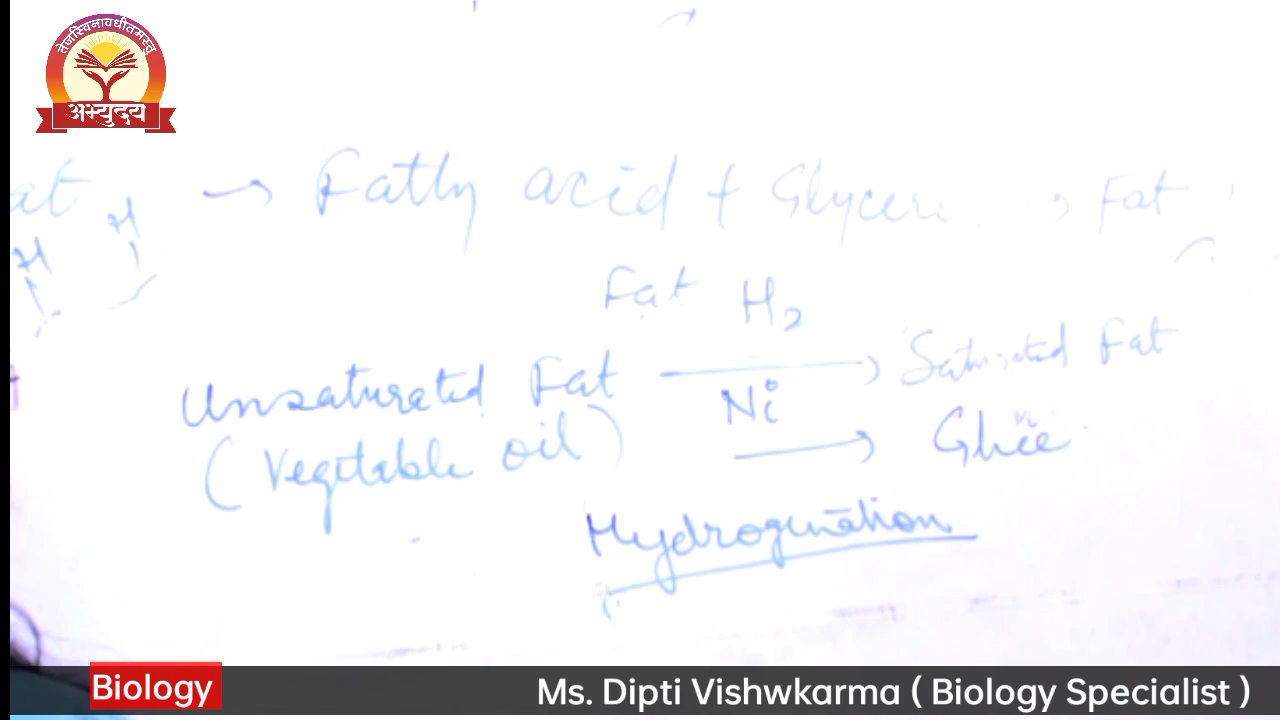 तेजस्विनावधीतमस्तु
अभ्युदय
at → Fatty acid + Glycere → Fat
H H
Fat H2
Unsaturated Fat → Saturated Fat
Ni
(Vegetable oil) → Ghee
Hydrogenation
Biology
Ms. Dipti Vishwkarma ( Biology Specialist )